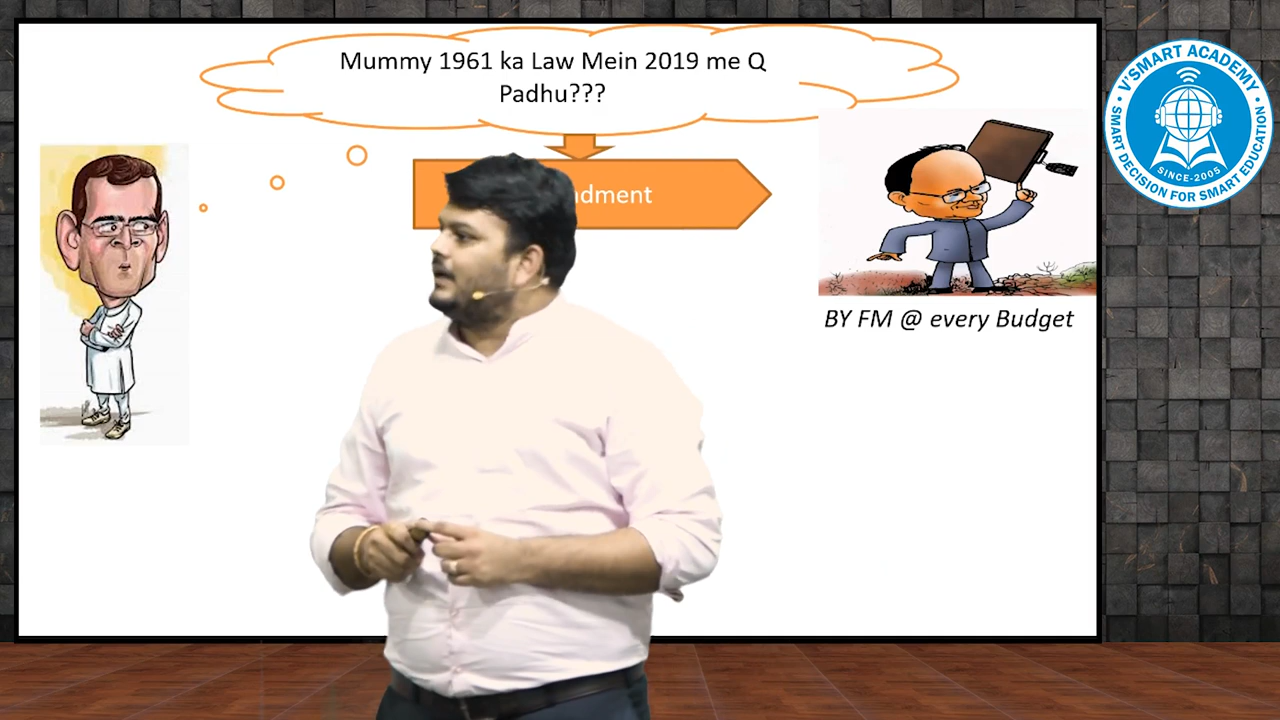 Mummy 1961 ka Law Mein 2019 me Q
Padhu???
BY FM @ every Budget
V'SMART ACADEMY
SINCE-2005
SMART DECISION FOR SMART EDUCATION